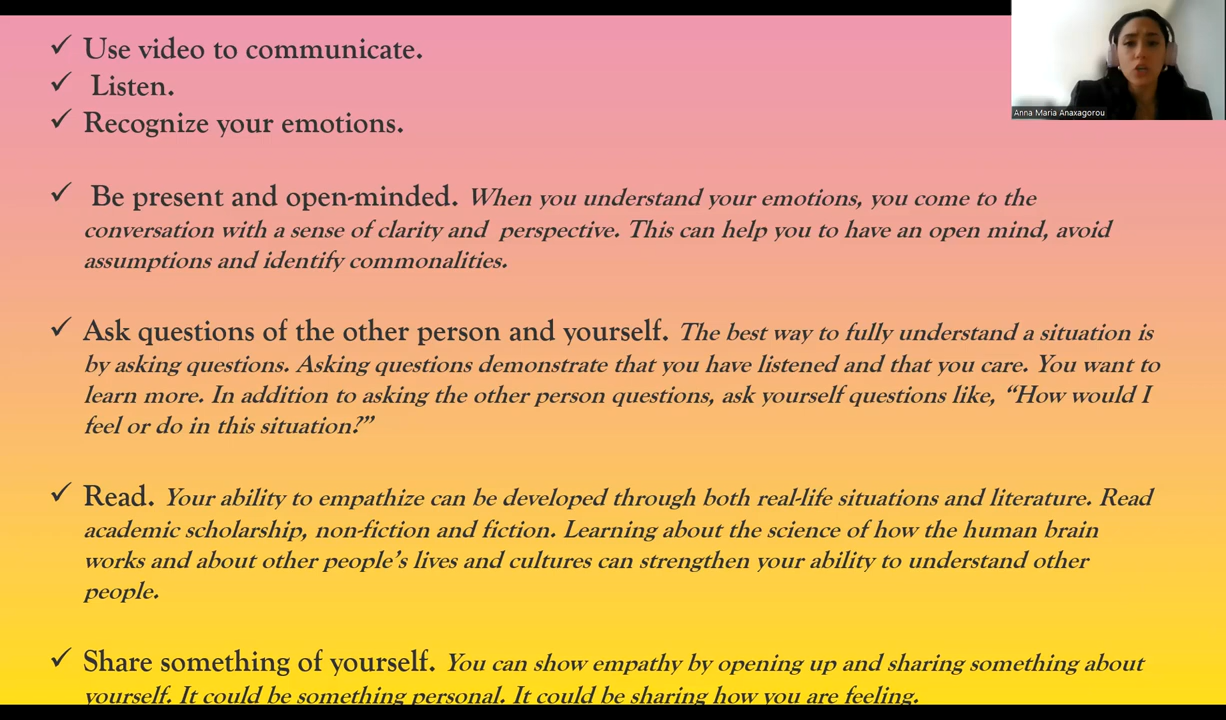 ✓ Use video to communicate.
✓ Listen.
✓ Recognize your emotions.
✓ Be present and open-minded. When you understand your emotions, you come to the
conversation with a sense of clarity and perspective. This can help you to have an open mind, avoid
assumptions and identify commonalities.
✓ Ask questions of the other person and yourself. The best way to fully understand a situation is
by asking questions. Asking questions demonstrate that you have listened and that you care. You want to
learn more. In addition to asking the other person questions, ask yourself questions like, “How would I
feel or do in this situation?”
✓ Read. Your ability to empathize can be developed through both real-life situations and literature. Read
academic scholarship, non-fiction and fiction. Learning about the science of how the human brain
works and about other people’s lives and cultures can strengthen your ability to understand other
people.
✓ Share something of yourself. You can show empathy by opening up and sharing something about
yourself. It could be something personal. It could be sharing how you are feeling.
Anna Maria Anaxagorou